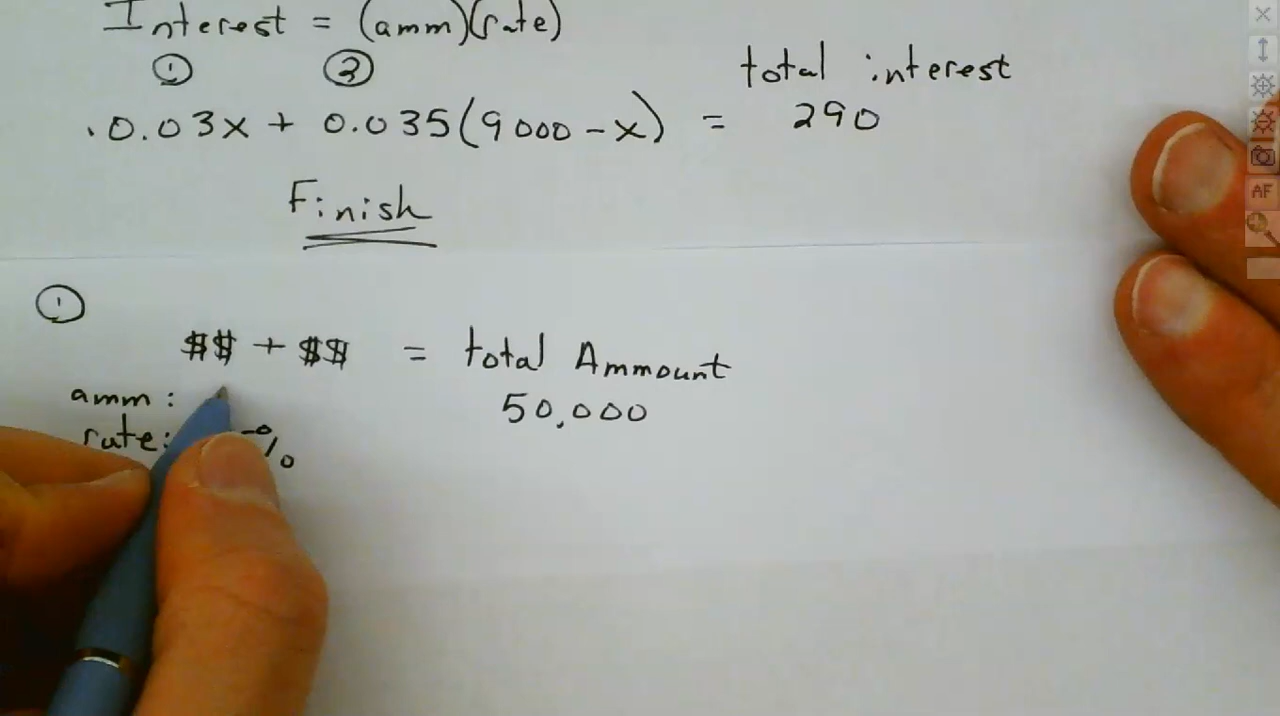 Interest = (amm)(rate)
① ② total interest
.0.03x + 0.035(9000-x) = 290
Finish
①
$$ + $$ = total Ammount
amm: 50,000
rate: %
AF